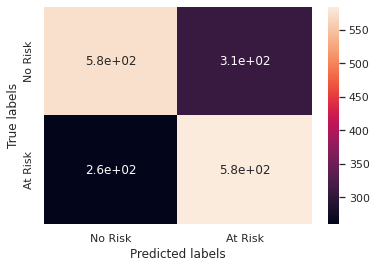 True labels
No Risk
At Risk
5.8e+02
3.1e+02
2.6e+02
5.8e+02
No Risk
At Risk
Predicted labels
550
500
450
400
350
300